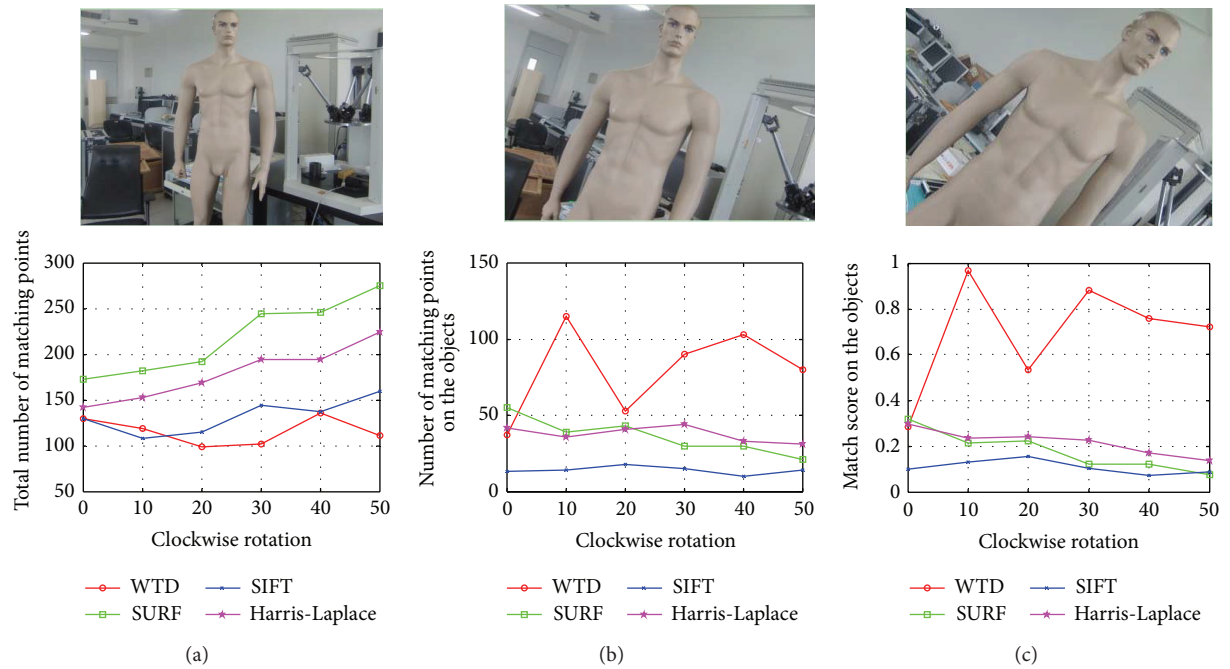 300
250
200
150
100
50
0
10
20
30
40
50
Total number of matching points
Clockwise rotation
WTD
SIFT
SURF
Harris-Laplace
(a)
150
100
50
0
0
10
20
30
40
50
Number of matching points
on the objects
Clockwise rotation
WTD
SIFT
SURF
Harris-Laplace
(b)
1
0.8
0.6
0.4
0.2
0
0
10
20
30
40
50
Match score on the objects
Clockwise rotation
WTD
SIFT
SURF
Harris-Laplace
(c)